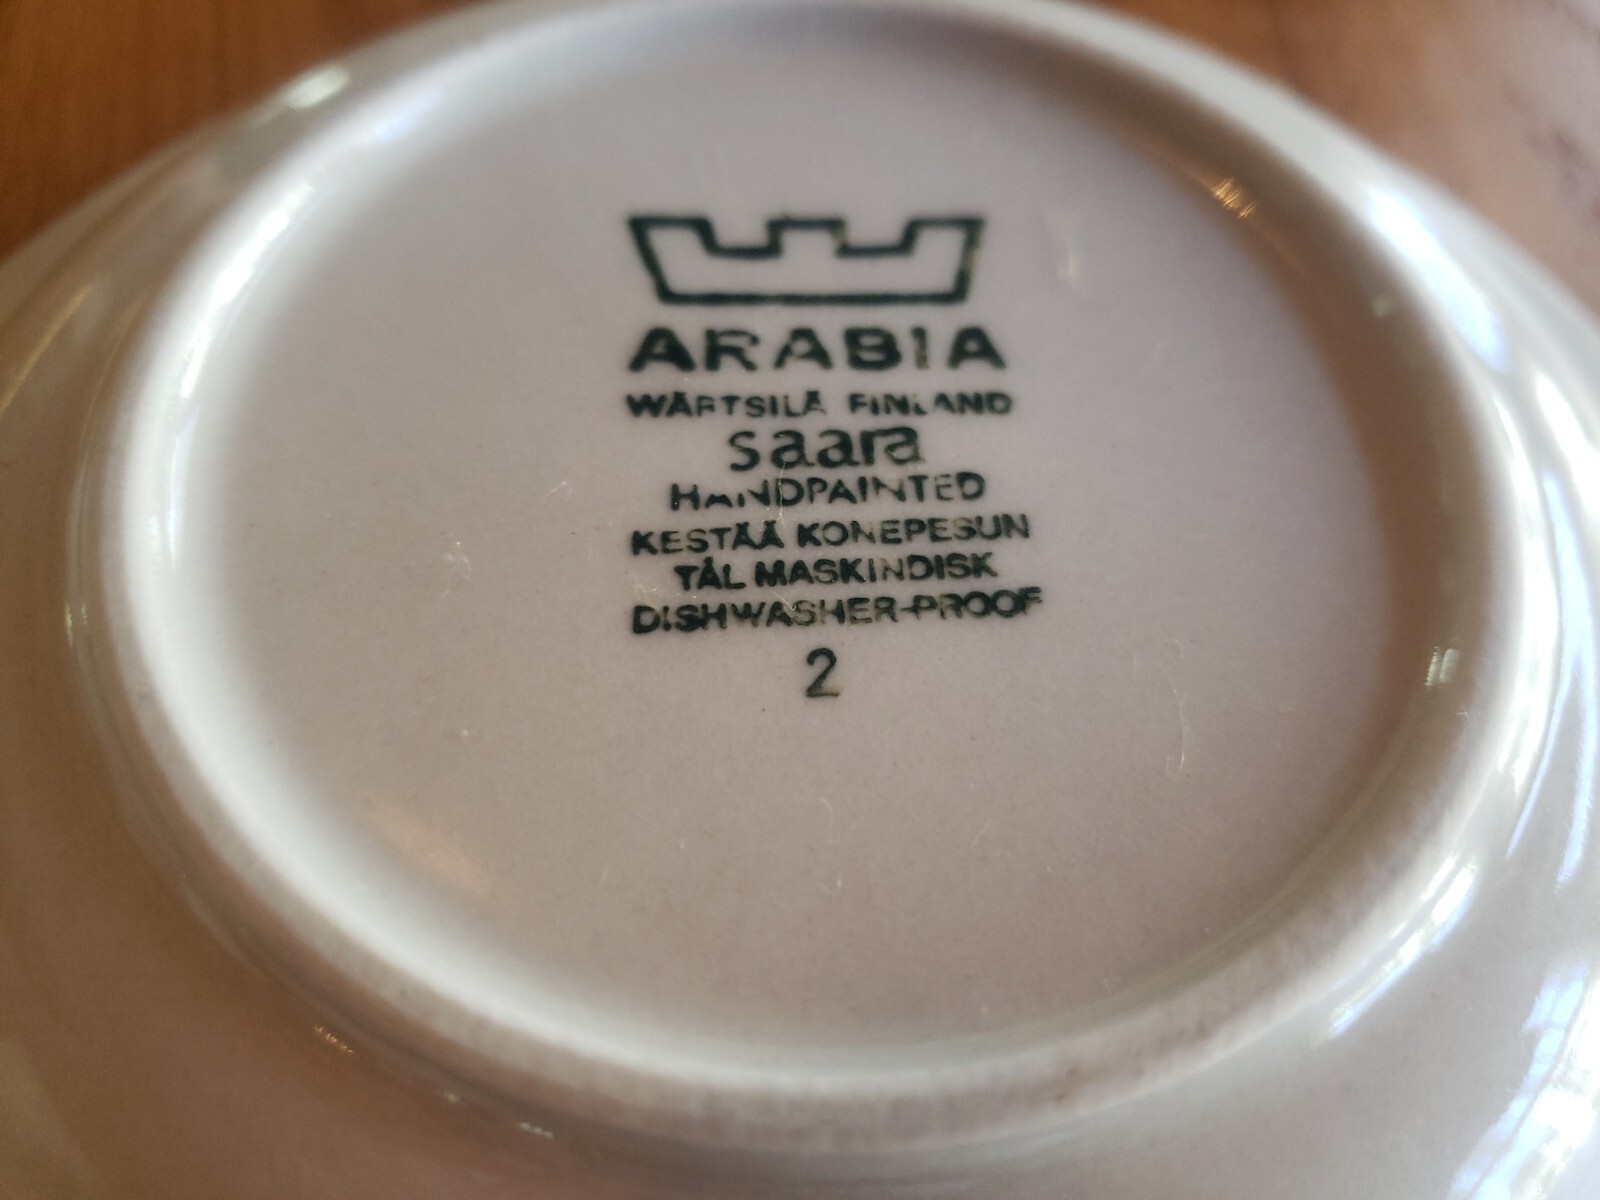 ARABIA
WÄRTSILÄ FINLAND
saara
HANDPAINTED
KESTÄÄ KONEPESUN
TÅL MASKINDISK
DISHWASHER-PROOF
2